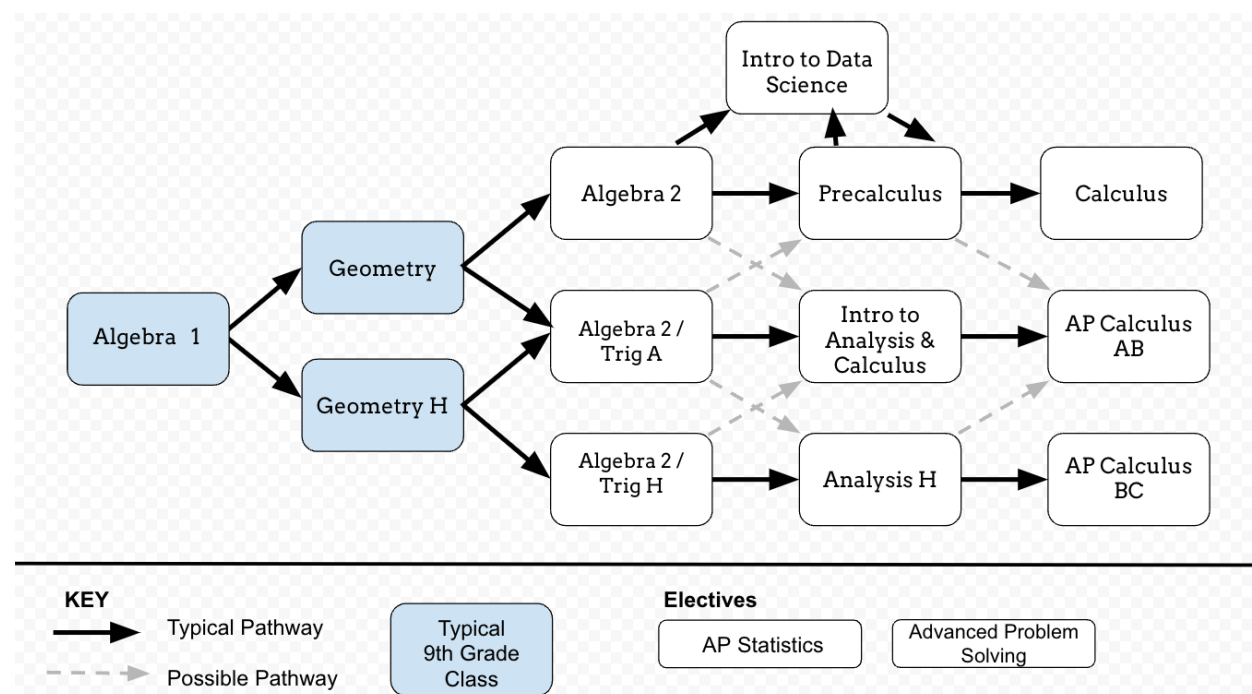 Intro to Data
Science
Algebra 2
Precalculus
Calculus
Geometry
Algebra 1
Algebra 2 /
Trig A
Intro to
Analysis &
Calculus
AP Calculus
AB
Geometry H
Algebra 2 /
Trig H
Analysis H
AP Calculus
BC
KEY
Typical Pathway
Possible Pathway
Typical
9th Grade
Class
Electives
AP Statistics
Advanced Problem
Solving